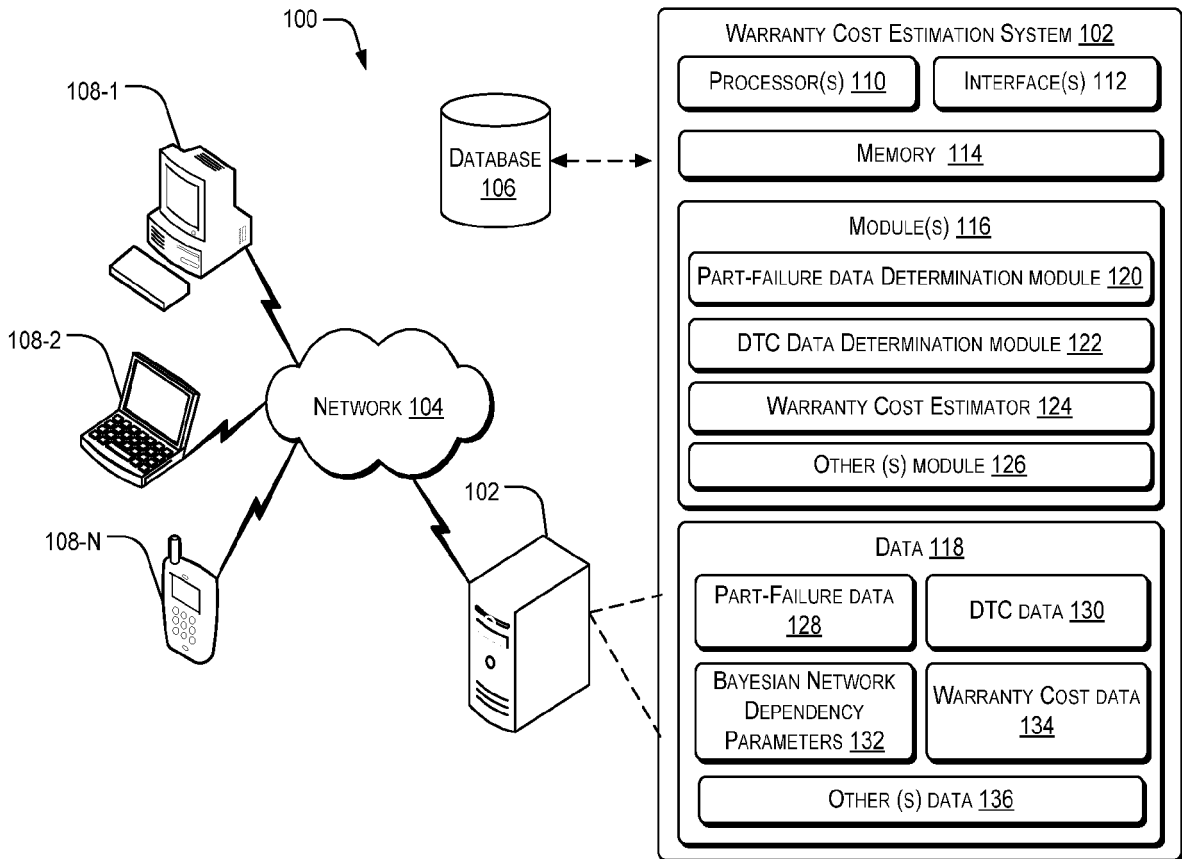 100
WARRANTY COST ESTIMATION SYSTEM 102
PROCESSOR(S) 110
INTERFACE(S) 112
MEMORY 114
108-1
DATABASE
106
MODULE(S) 116
PART-FAILURE DATA DETERMINATION MODULE 120
DTC DATA DETERMINATION MODULE 122
WARRANTY COST ESTIMATOR 124
OTHER (S) MODULE 126
108-2
NETWORK 104
108-N
102
DATA 118
PART-FAILURE DATA
128
DTC DATA 130
BAYESIAN NETWORK
DEPENDENCY
PARAMETERS 132
WARRANTY COST DATA
134
OTHER (S) DATA 136